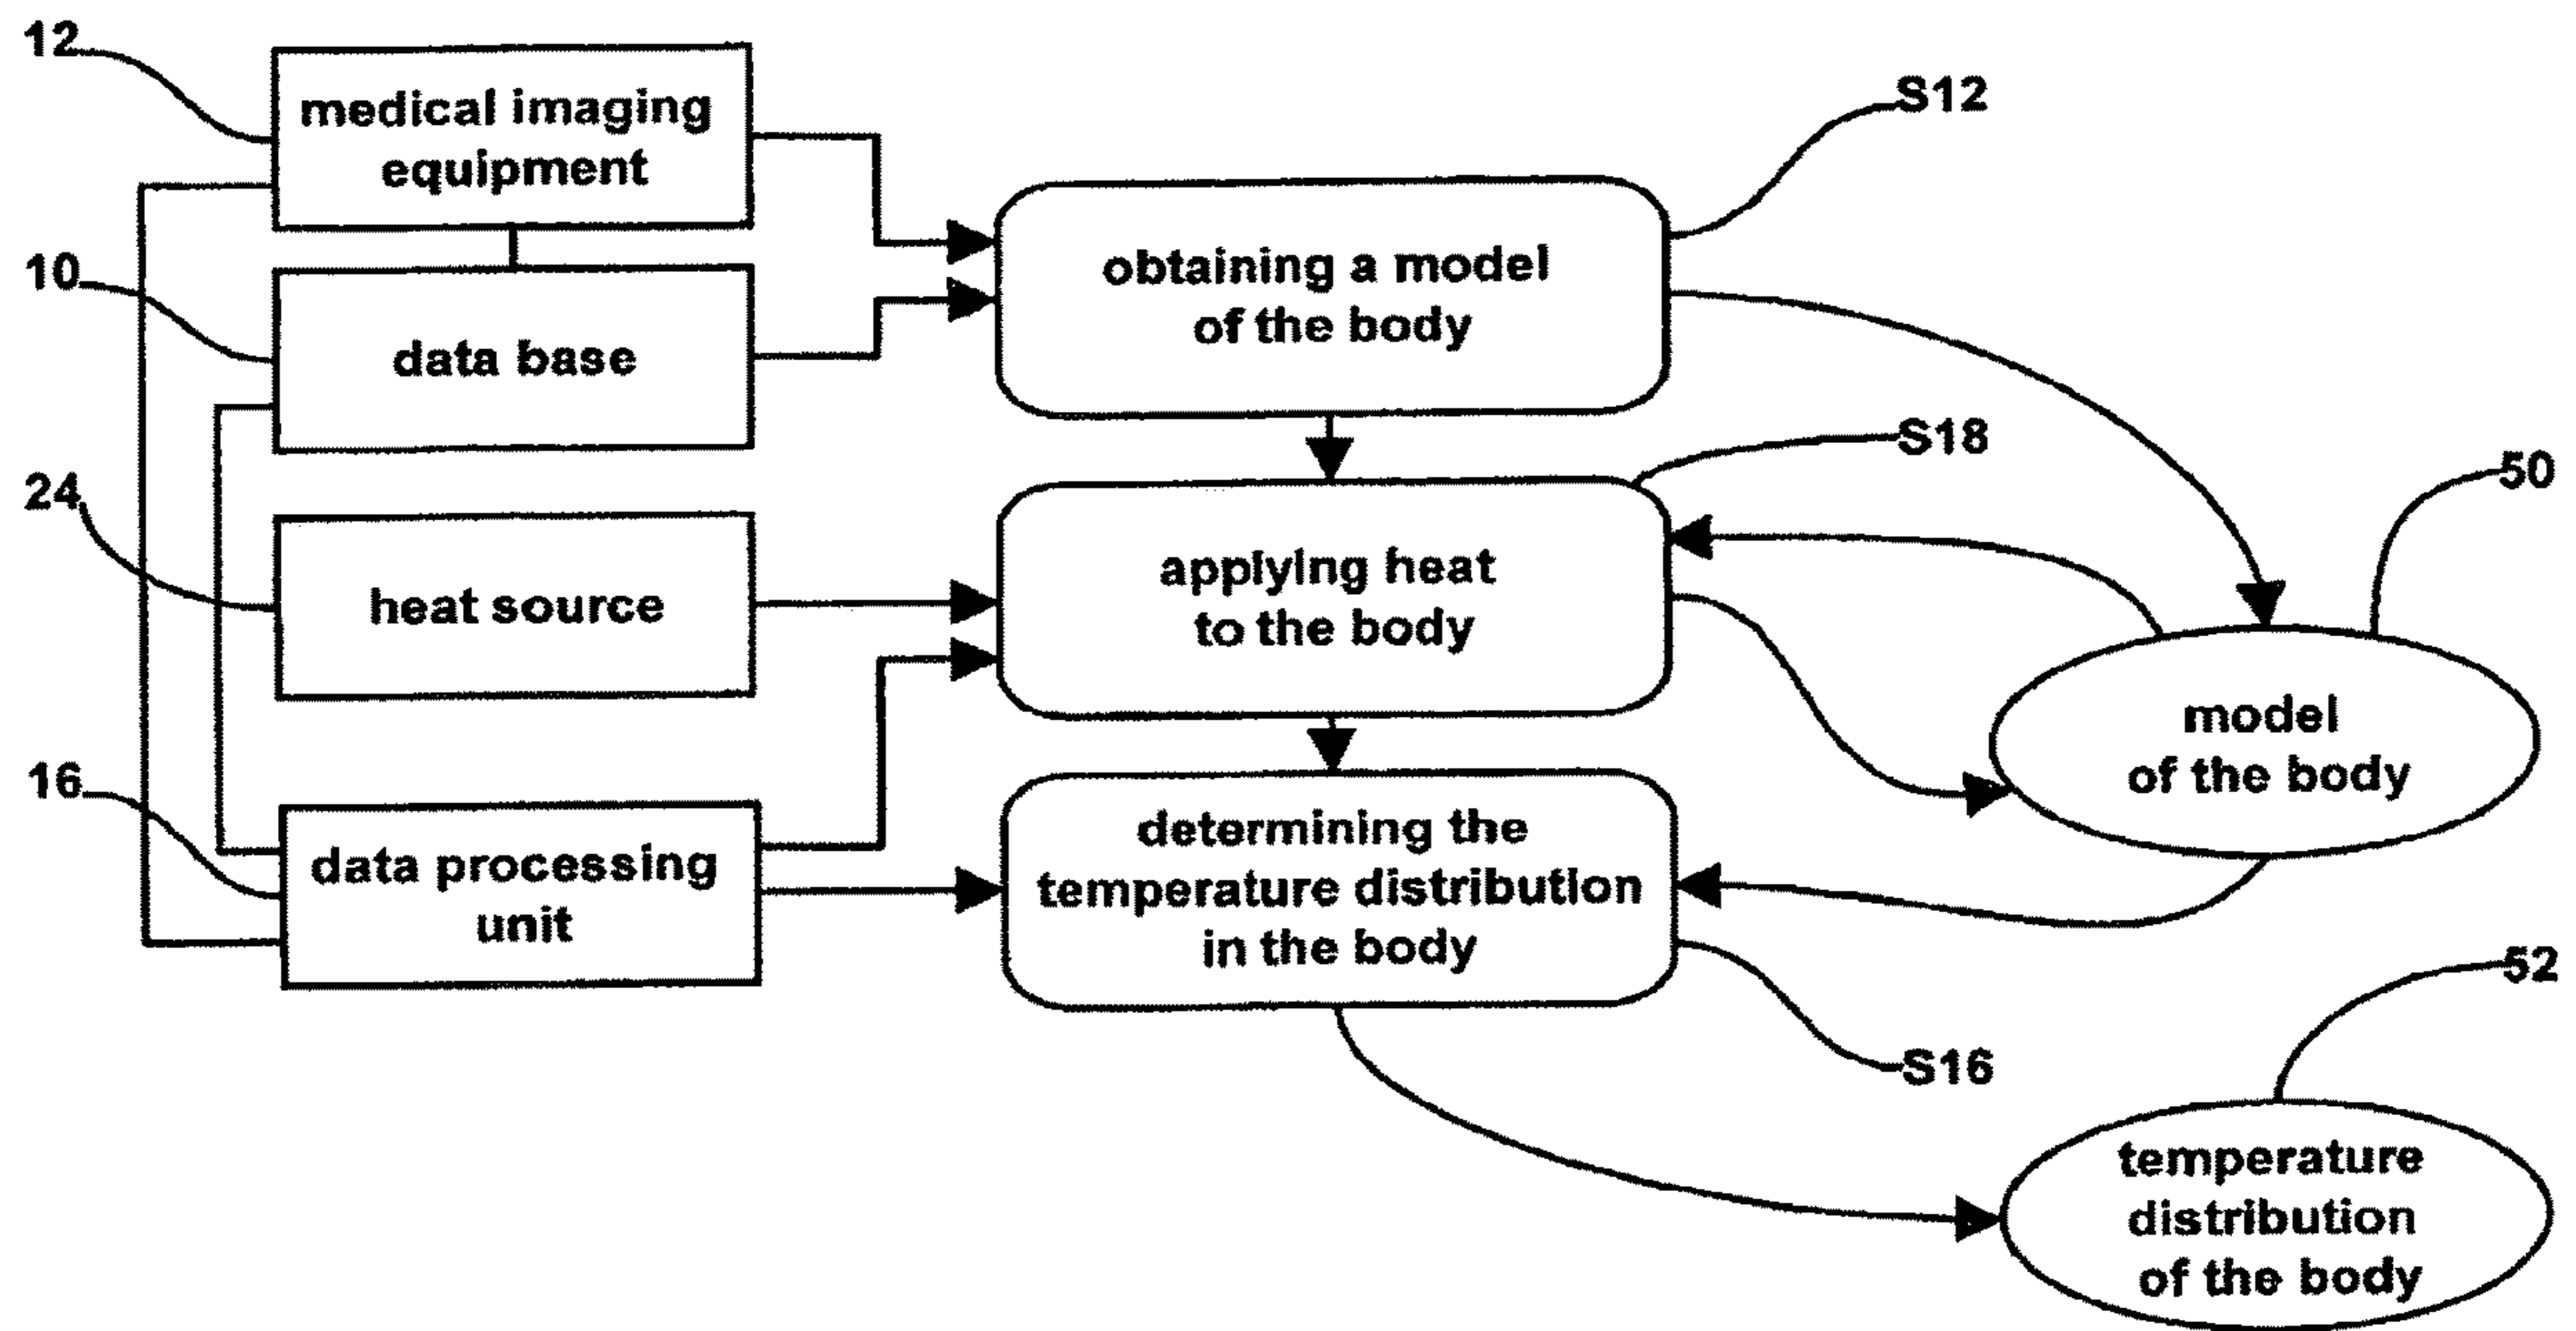 12
medical imaging
equipment
S12
10
data base
obtaining a model
of the body
S18
50
24
heat source
applying heat
to the body
model
of the body
16
data processing
unit
determining the
temperature distribution
in the body
52
S16
temperature
distribution
of the body